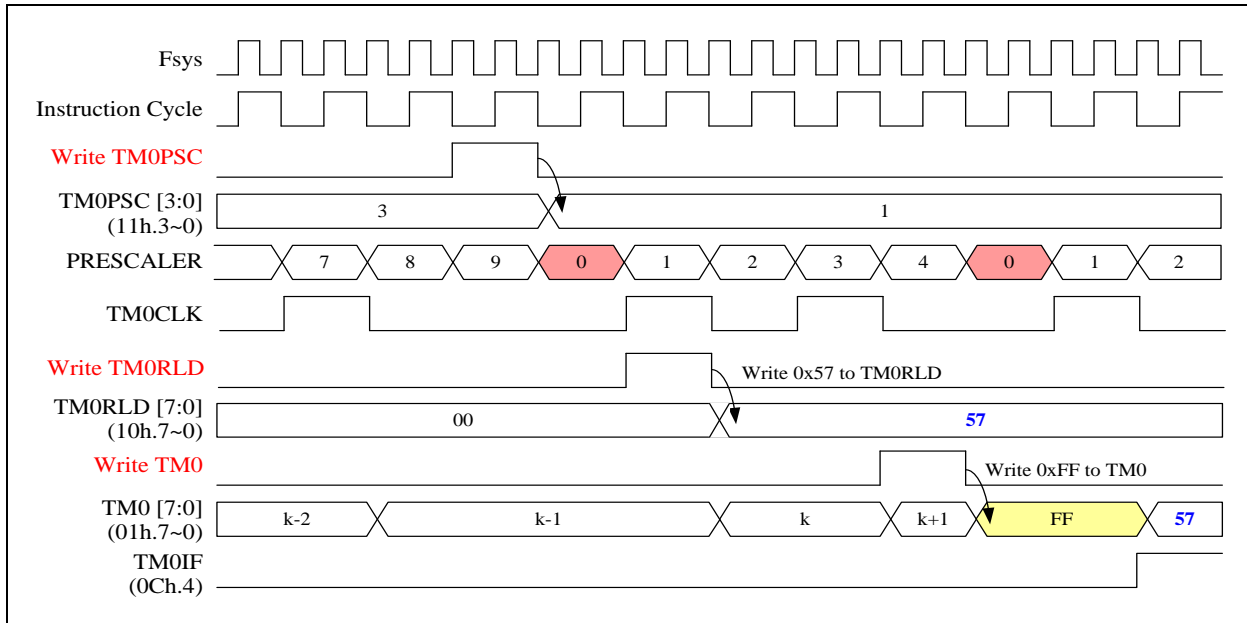 Fsys
Instruction Cycle
Write TM0PSC
TM0PSC [3:0]
(11h.3~0)
3 1
PRESCALER
7 8 9 0 1 2 3 4 0 1 2
TM0CLK
Write TM0RLD
Write 0x57 to TM0RLD
TM0RLD [7:0]
(10h.7~0)
00 57
Write TM0
Write 0xFF to TM0
TM0 [7:0]
(01h.7~0)
k-2 k-1 k k+1 FF 57
TM0IF
(0Ch.4)